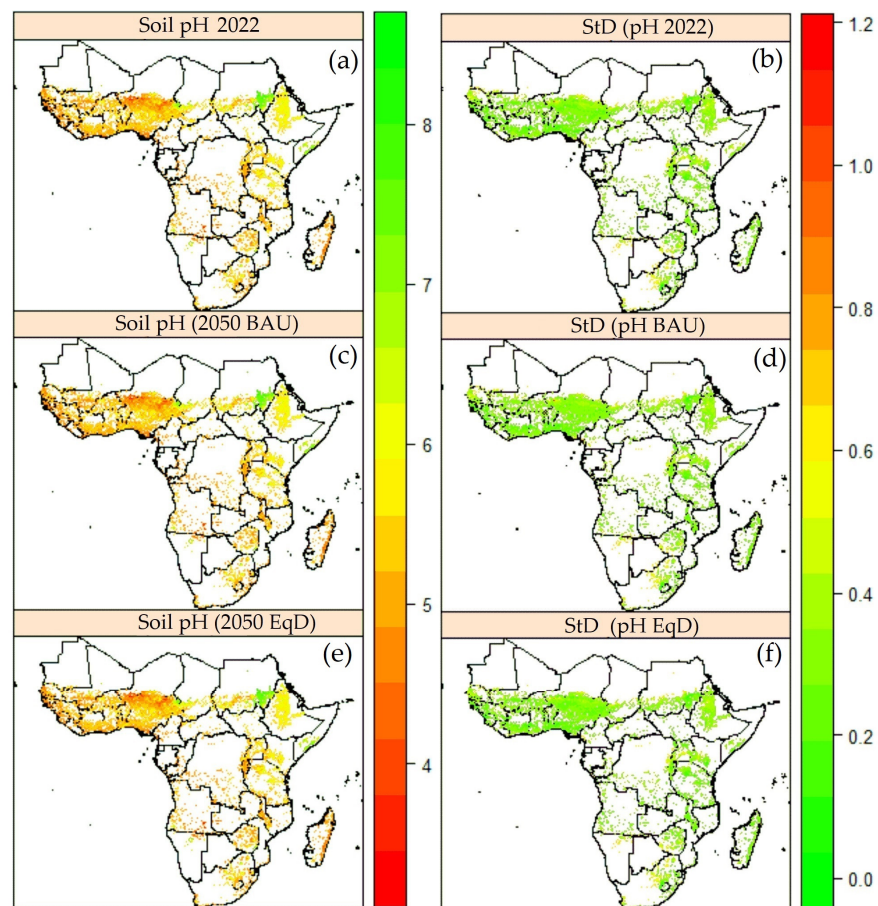 Soil pH 2022
(a)
StD (pH 2022)
(b)
Soil pH (2050 BAU)
(c)
StD (pH BAU)
(d)
Soil pH (2050 EqD)
(e)
StD (pH EqD)
(f)
8
7
6
5
4
1.2
1.0
0.8
0.6
0.4
0.2
0.0